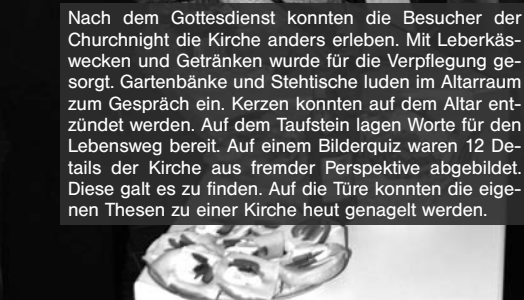 Nach dem Gottesdienst konnten die Besucher der
Churchnight die Kirche anders erleben. Mit Leberkäs-
wecken und Getränken wurde für die Verpflegung ge-
sorgt. Gartenbänke und Stehtische luden im Altarraum
zum Gespräch ein. Kerzen konnten auf dem Altar ent-
zündet werden. Auf dem Taufstein lagen Worte für den
Lebensweg bereit. Auf einem Bilderquiz waren 12 De-
tails der Kirche aus fremder Perspektive abgebildet.
Diese galt es zu finden. Auf die Türe konnten die eige-
nen Thesen zu einer Kirche heut genagelt werden.